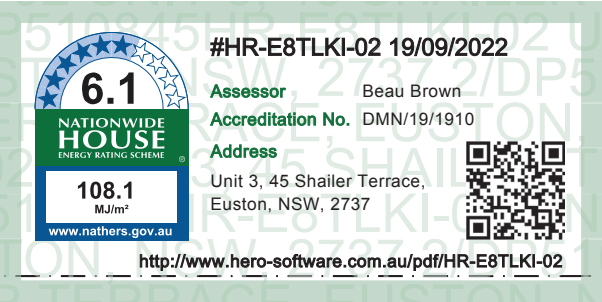 6.1
NATIONWIDE
HOUSE
ENERGY RATING SCHEME
®
108.1
MJ/m²
www.nathers.gov.au
#HR-E8TLKI-02 19/09/2022
Assessor Beau Brown
Accreditation No. DMN/19/1910
Address
Unit 3, 45 Shailer Terrace,
Euston, NSW, 2737
http://www.hero-software.com.au/pdf/HR-E8TLKI-02